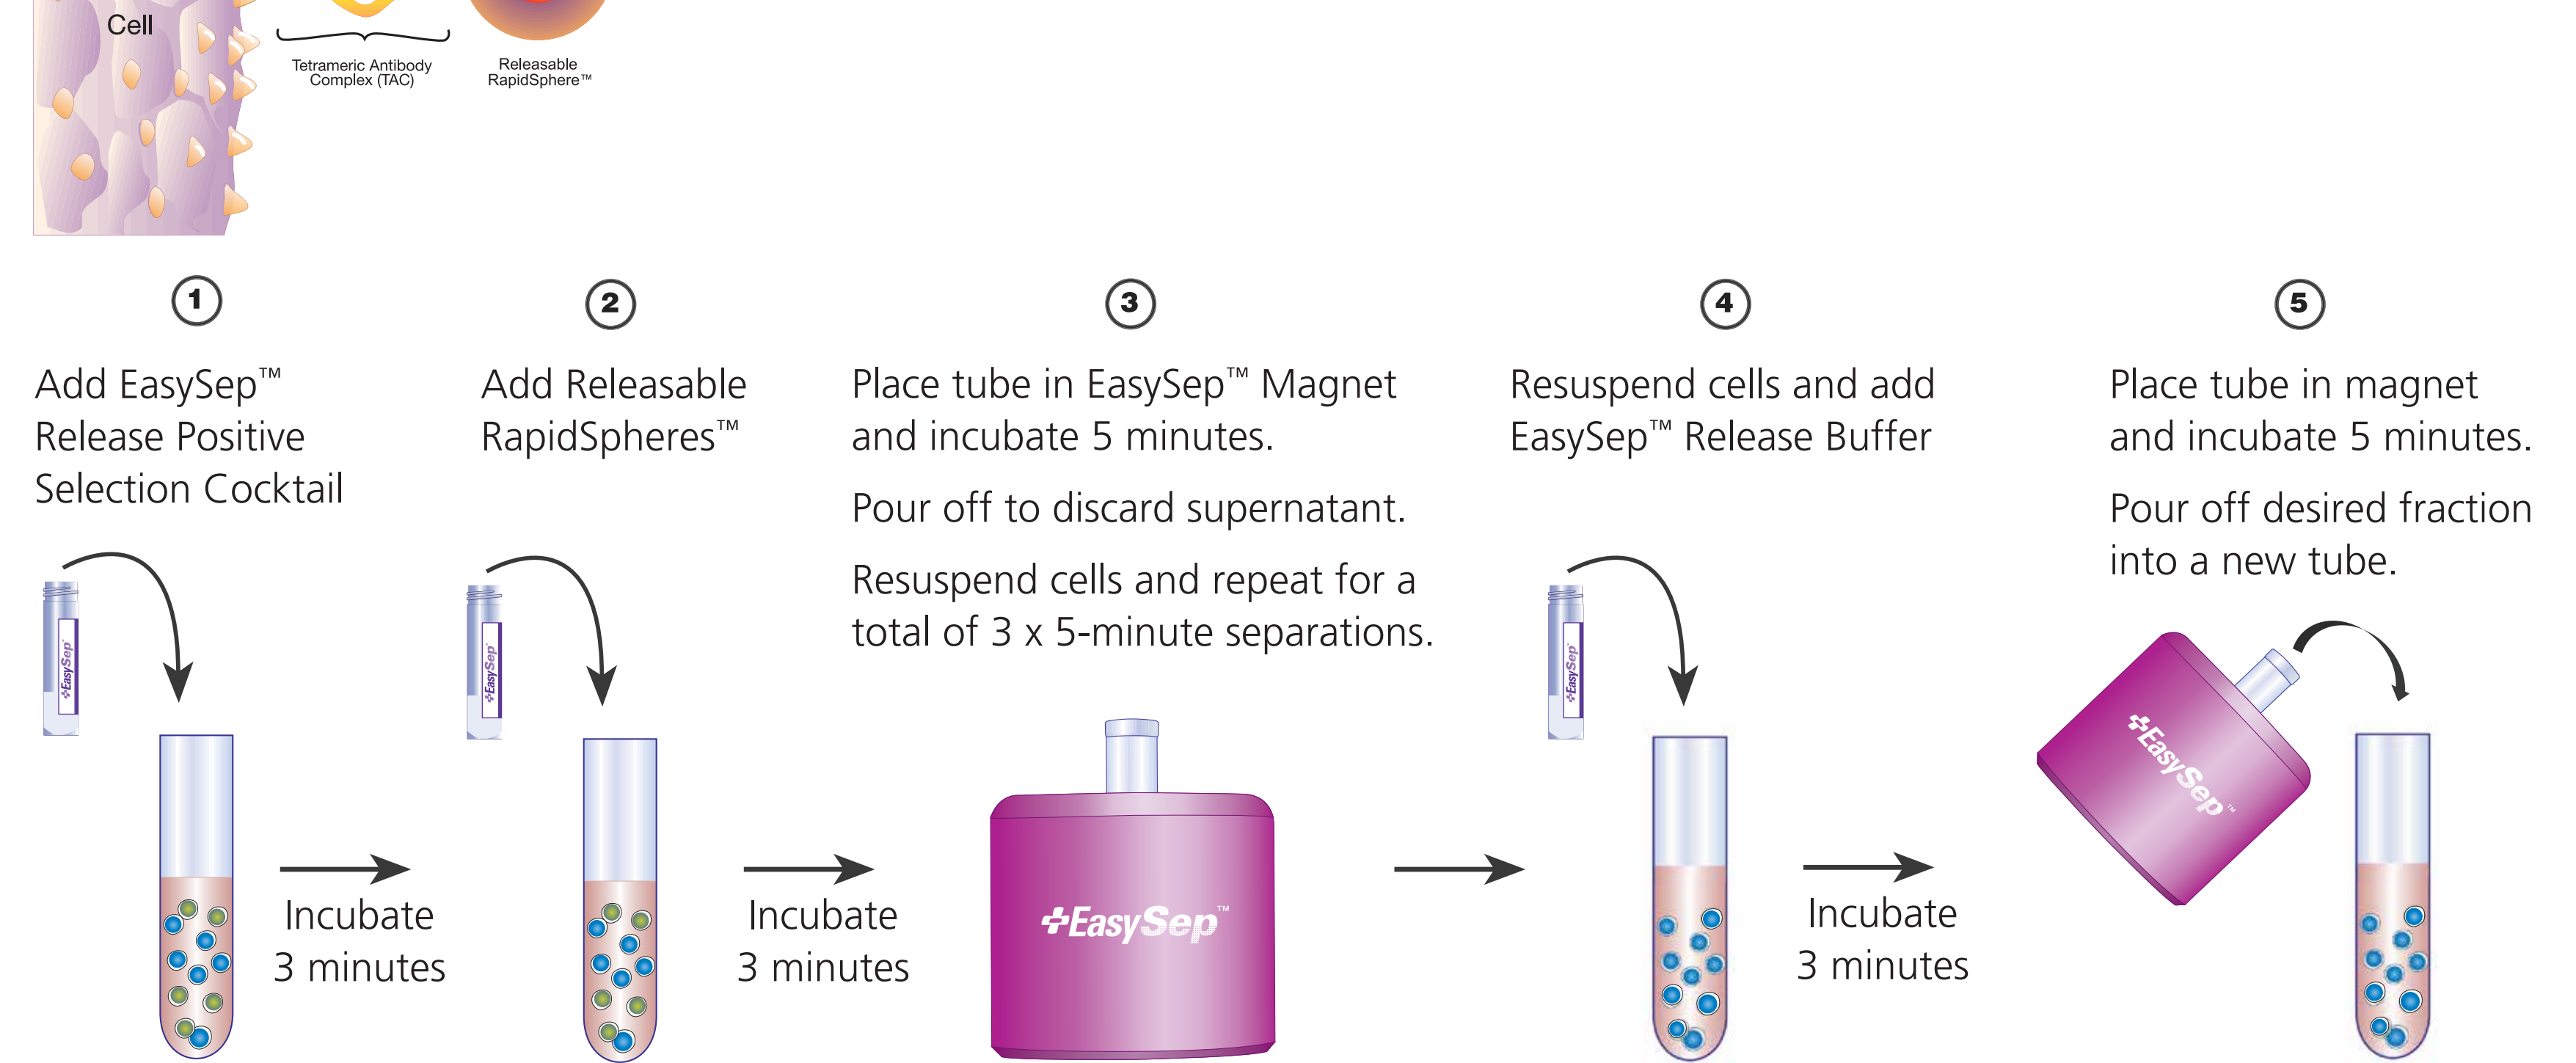 Cell
Tetrameric Antibody
Complex (TAC)
Releasable
RapidSphere™
1
Add EasySep™
Release Positive
Selection Cocktail
EasySep™
Incubate
3 minutes
2
Add Releasable
RapidSpheres™
EasySep™
Incubate
3 minutes
3
Place tube in EasySep™ Magnet
and incubate 5 minutes.
Pour off to discard supernatant.
Resuspend cells and repeat for a
total of 3 x 5-minute separations.
EasySep™
4
Resuspend cells and add
EasySep™ Release Buffer
EasySep™
Incubate
3 minutes
5
Place tube in magnet
and incubate 5 minutes.
Pour off desired fraction
into a new tube.
EasySep™